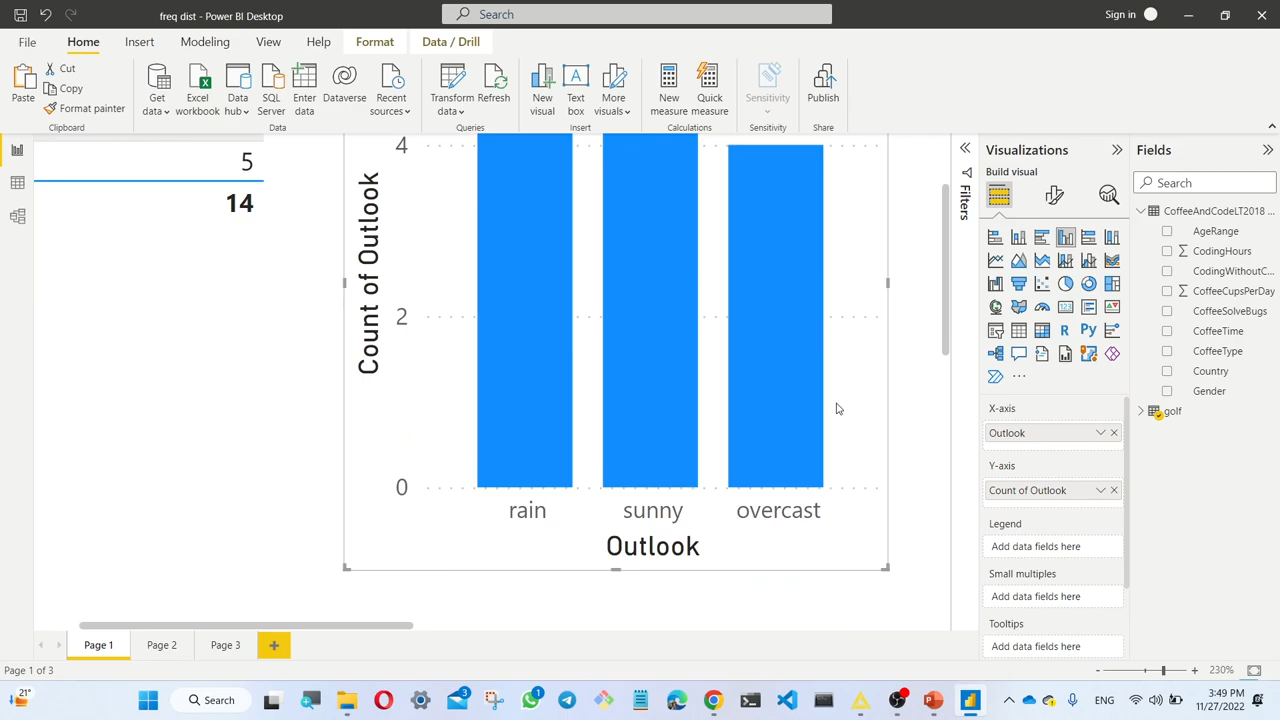 freq dist - Power BI Desktop
Search
Sign in
File
Home
Insert
Modeling
View
Help
Format
Data / Drill
Paste
Cut
Copy
Format painter
Clipboard
Get data
Excel workbook
Data hub
SQL Server
Enter data
Dataverse
Recent sources
Data
Transform data
Refresh
Queries
New visual
Text box
More visuals
Insert
New measure
Quick measure
Calculations
Sensitivity
Sensitivity
Publish
Share
5
14
Count of Outlook
4
2
0
rain
sunny
overcast
Outlook
Filters
Visualizations
Build visual
X-axis
Outlook
Y-axis
Count of Outlook
Legend
Add data fields here
Small multiples
Add data fields here
Tooltips
Add data fields here
Fields
Search
CoffeeAndCodeLT2018 ...
AgeRange
CodingHours
CodingWithoutC...
CoffeeCupsPerDay
CoffeeSolveBugs
CoffeeTime
CoffeeType
Country
Gender
golf
Page 1
Page 2
Page 3
Page 1 of 3
230%
21°
Search
3
1
ENG
3:49 PM
11/27/2022